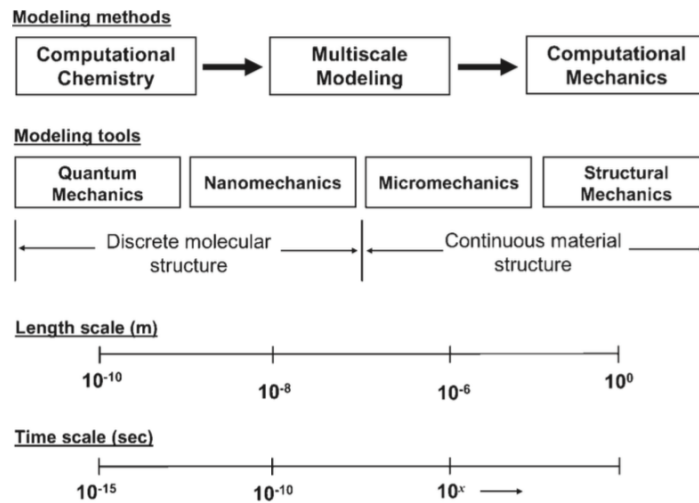 Modeling methods
Computational Multiscale Computational
Chemistry Modeling Mechanics
Modeling tools
Quantum Nanomechanics Micromechanics Structural
Mechanics Mechanics
Discrete molecular Continuous material
structure structure
Length scale (m)
10⁻¹⁰ 10⁻⁸ 10⁻⁶ 10⁰
Time scale (sec)
10⁻¹⁵ 10⁻¹⁰ 10ˣ